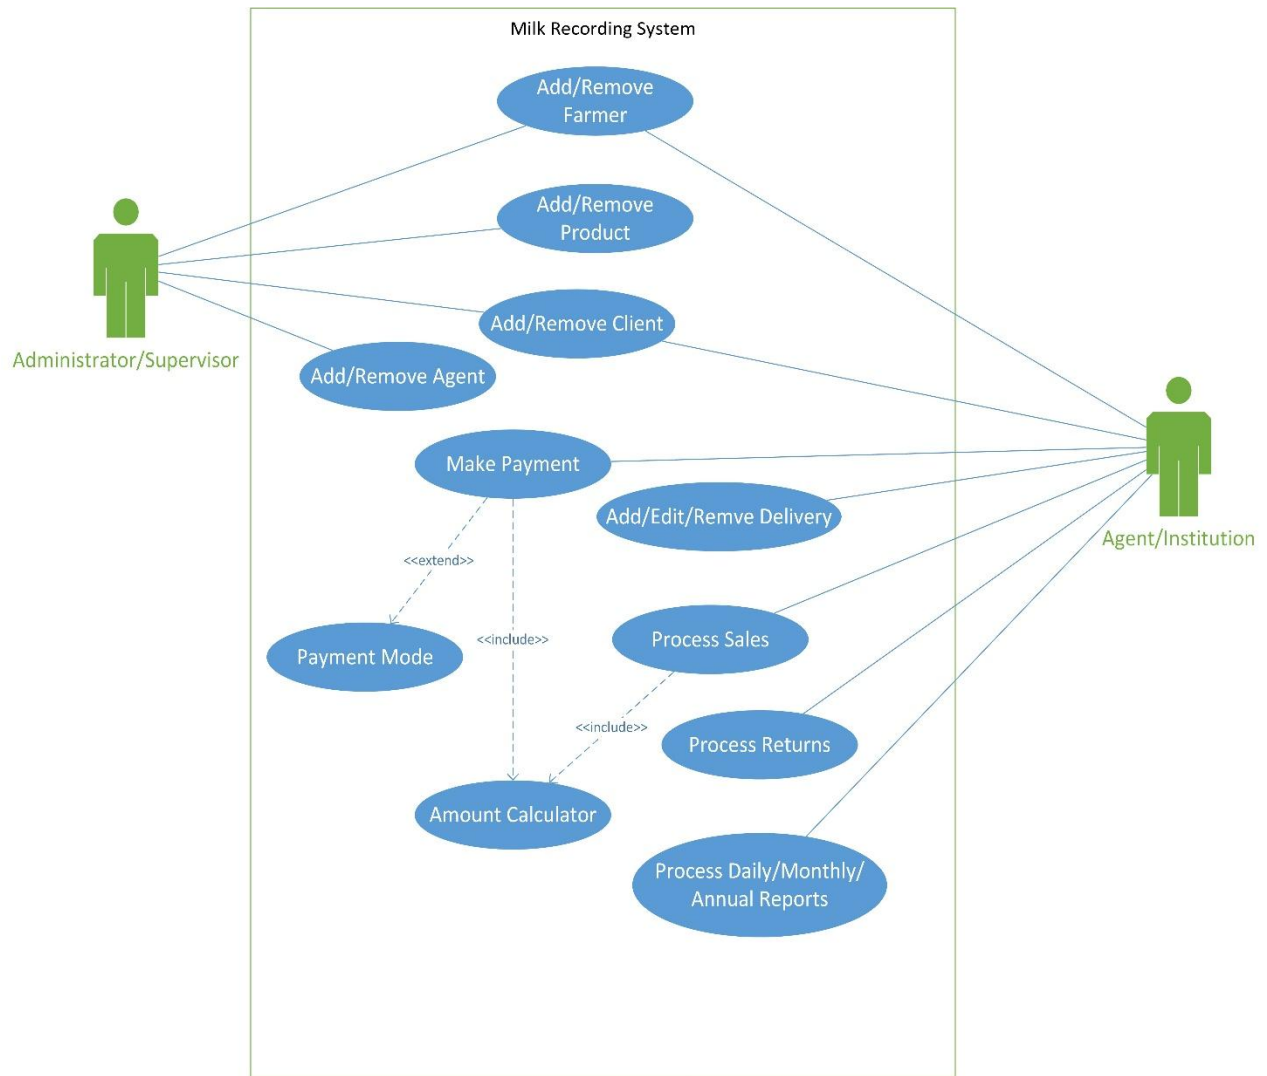 Milk Recording System
Add/Remove
Farmer
Add/Remove
Product
Add/Remove Client
Administrator/Supervisor
Add/Remove Agent
Make Payment
Add/Edit/Remve Delivery
Agent/Institution
<<extend>>
<<include>>
Process Sales
Payment Mode
<<include>>
Process Returns
Amount Calculator
Process Daily/Monthly/
Annual Reports